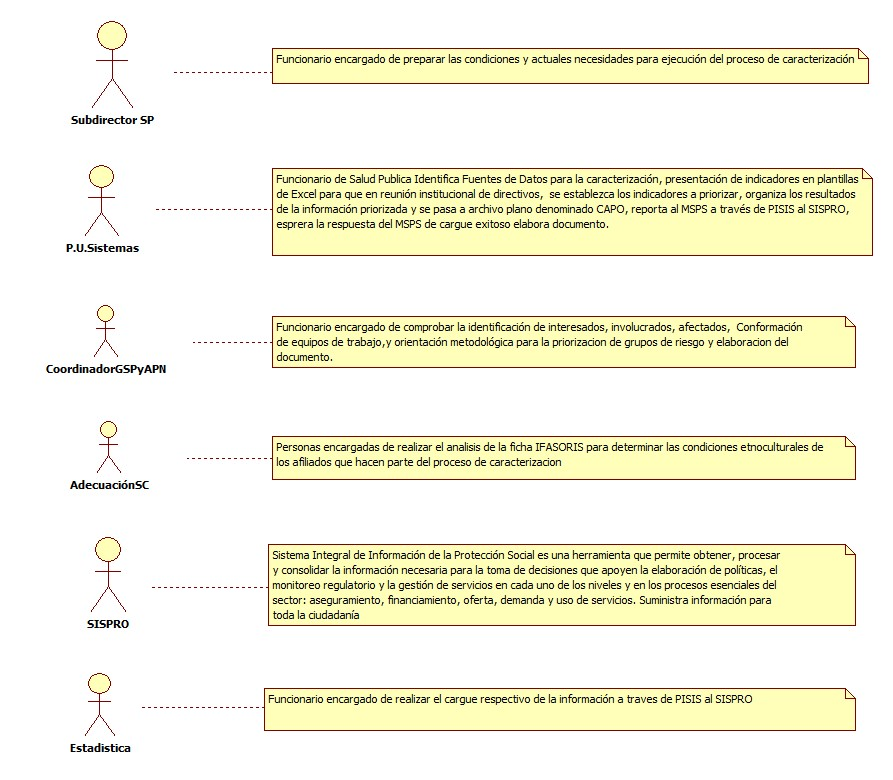 Funcionario encargado de preparar las condiciones y actuales necesidades para ejecución del proceso de caracterización
Subdirector SP
Funcionario de Salud Publica Identifica Fuentes de Datos para la caracterización, presentación de indicadores en plantillas
de Excel para que en reunión institucional de directivos,  se establezca los indicadores a priorizar, organiza los resultados
de la información priorizada y se pasa a archivo plano denominado CAPO, reporta al MSPS a través de PISIS al SISPRO,
esprera la respuesta del MSPS de cargue exitoso elabora documento.
P.U.Sistemas
Funcionario encargado de comprobar la identificación de interesados, involucrados, afectados,  Conformación
de equipos de trabajo,y orientación metodológica para la priorizacion de grupos de riesgo y elaboracion del
documento.
CoordinadorGSPyAPN
Personas encargadas de realizar el analisis de la ficha IFASORIS para determinar las condiciones etnoculturales de
los afiliados que hacen parte del proceso de caracterizacion
AdecuaciónSC
Sistema Integral de Información de la Protección Social es una herramienta que permite obtener, procesar
y consolidar la información necesaria para la toma de decisiones que apoyen la elaboración de políticas, el
monitoreo regulatorio y la gestión de servicios en cada uno de los niveles y en los procesos esenciales del
sector: aseguramiento, financiamiento, oferta, demanda y uso de servicios. Suministra información para
toda la ciudadanía
SISPRO
Funcionario encargado de realizar el cargue respectivo de la información a traves de PISIS al SISPRO
Estadistica